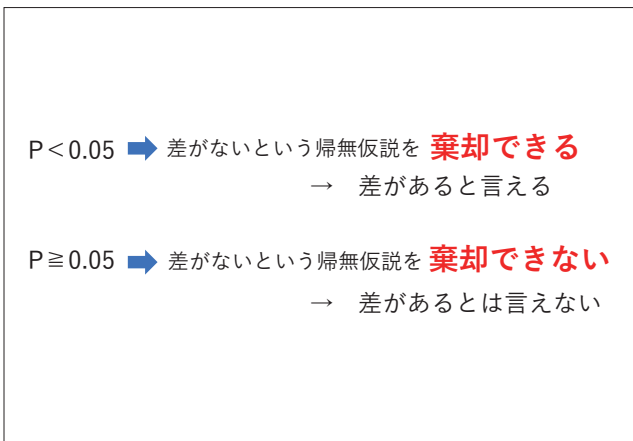 P＜0.05 ➡ 差がないという帰無仮説を 棄却できる
→ 差があると言える
P≧0.05 ➡ 差がないという帰無仮説を 棄却できない
→ 差があるとは言えない